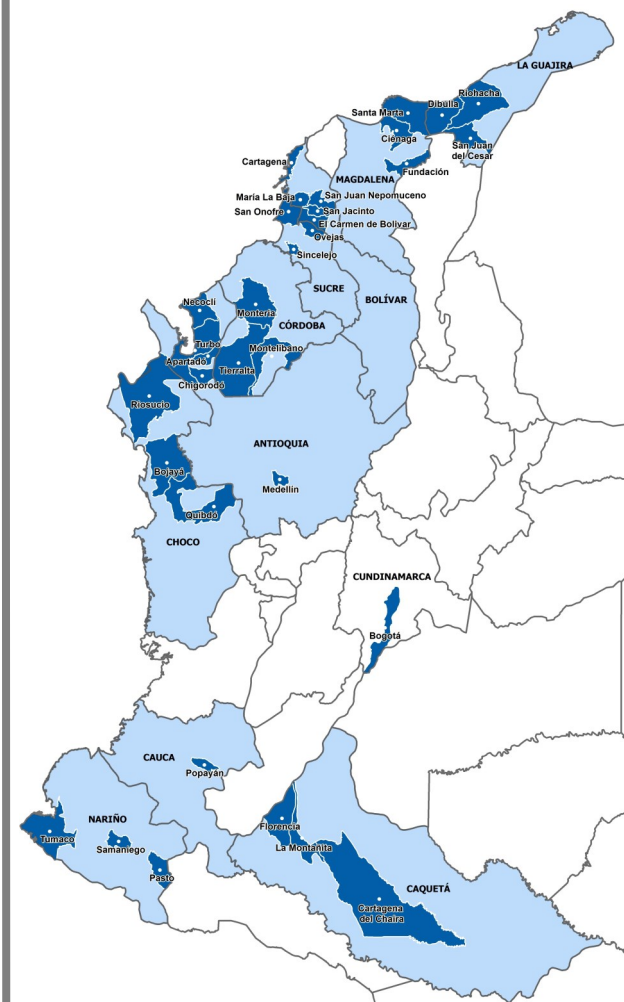 LA GUAJIRA
Riohacha
Dibulla
Santa Marta
Ciénaga
San Juan
del Cesar
Cartagena
Fundación
MAGDALENA
María La Baja
San Juan Nepomuceno
San Onofre
San Jacinto
El Carmen de Bolívar
Ovejas
Sincelejo
SUCRE
BOLÍVAR
Necoclí
Montería
CÓRDOBA
Turbo
Montelíbano
Apartadó
Tierralta
Chigorodó
Riosucio
ANTIOQUIA
Bojayá
Medellín
Quibdó
CHOCO
CUNDINAMARCA
Bogotá
CAUCA
Popayán
NARIÑO
Florencia
Tumaco
Samaniego
La Montañita
Pasto
CAQUETÁ
Cartagena
del Chaira